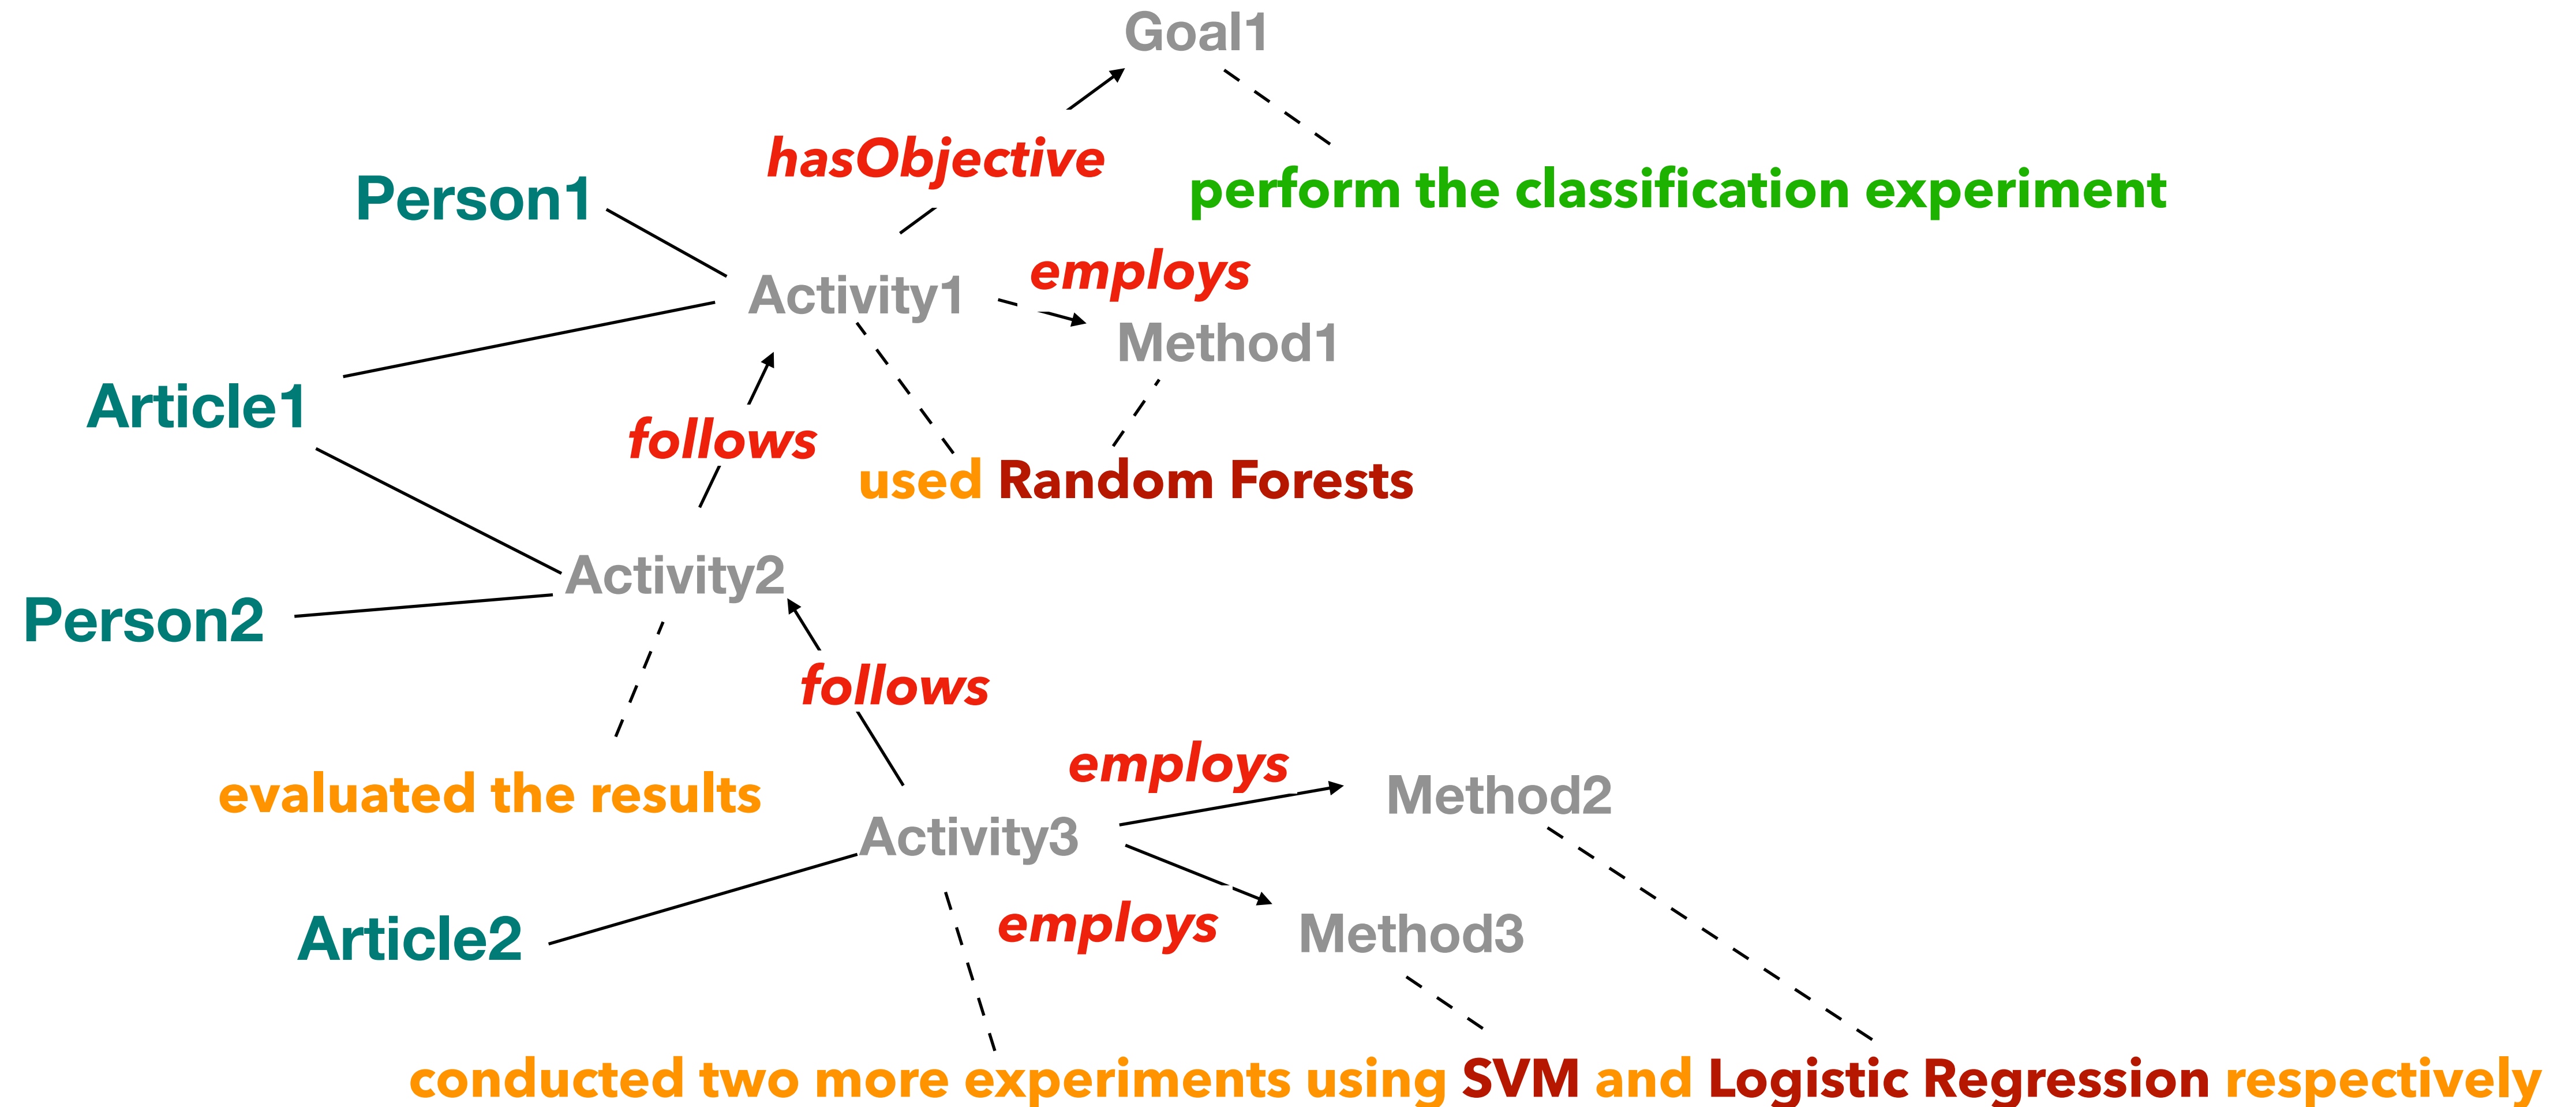 Goal1
hasObjective
Person1
perform the classification experiment
employs
Activity1
Method1
Article1
follows
used Random Forests
Activity2
Person2
follows
employs
evaluated the results
Method2
Activity3
employs
Method3
Article2
conducted two more experiments using SVM and Logistic Regression respectively